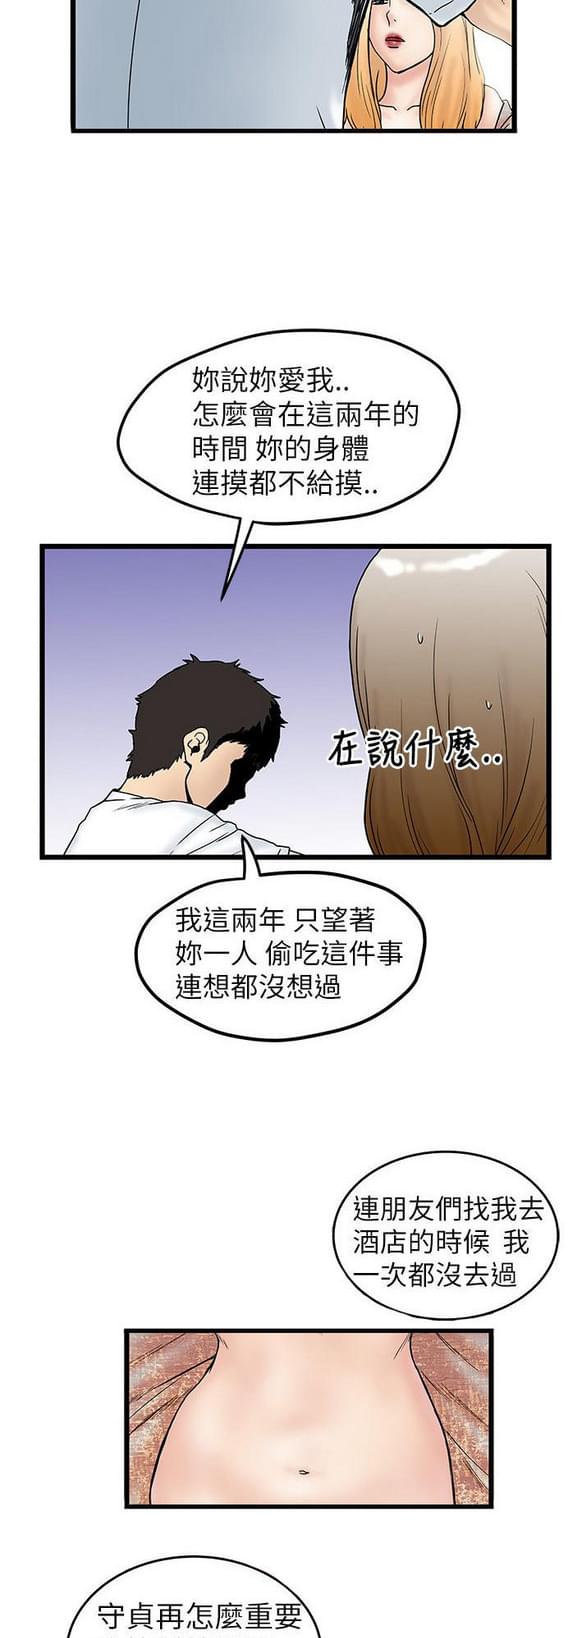 妳說妳愛我..
怎麼會在這兩年的
時間 妳的身體
連摸都不給摸..
在說什麼..
我這兩年 只望著
妳一人 偷吃這件事
連想都沒想過
連朋友們找我去
酒店的時候 我
一次都沒去過
守貞再怎麼重要